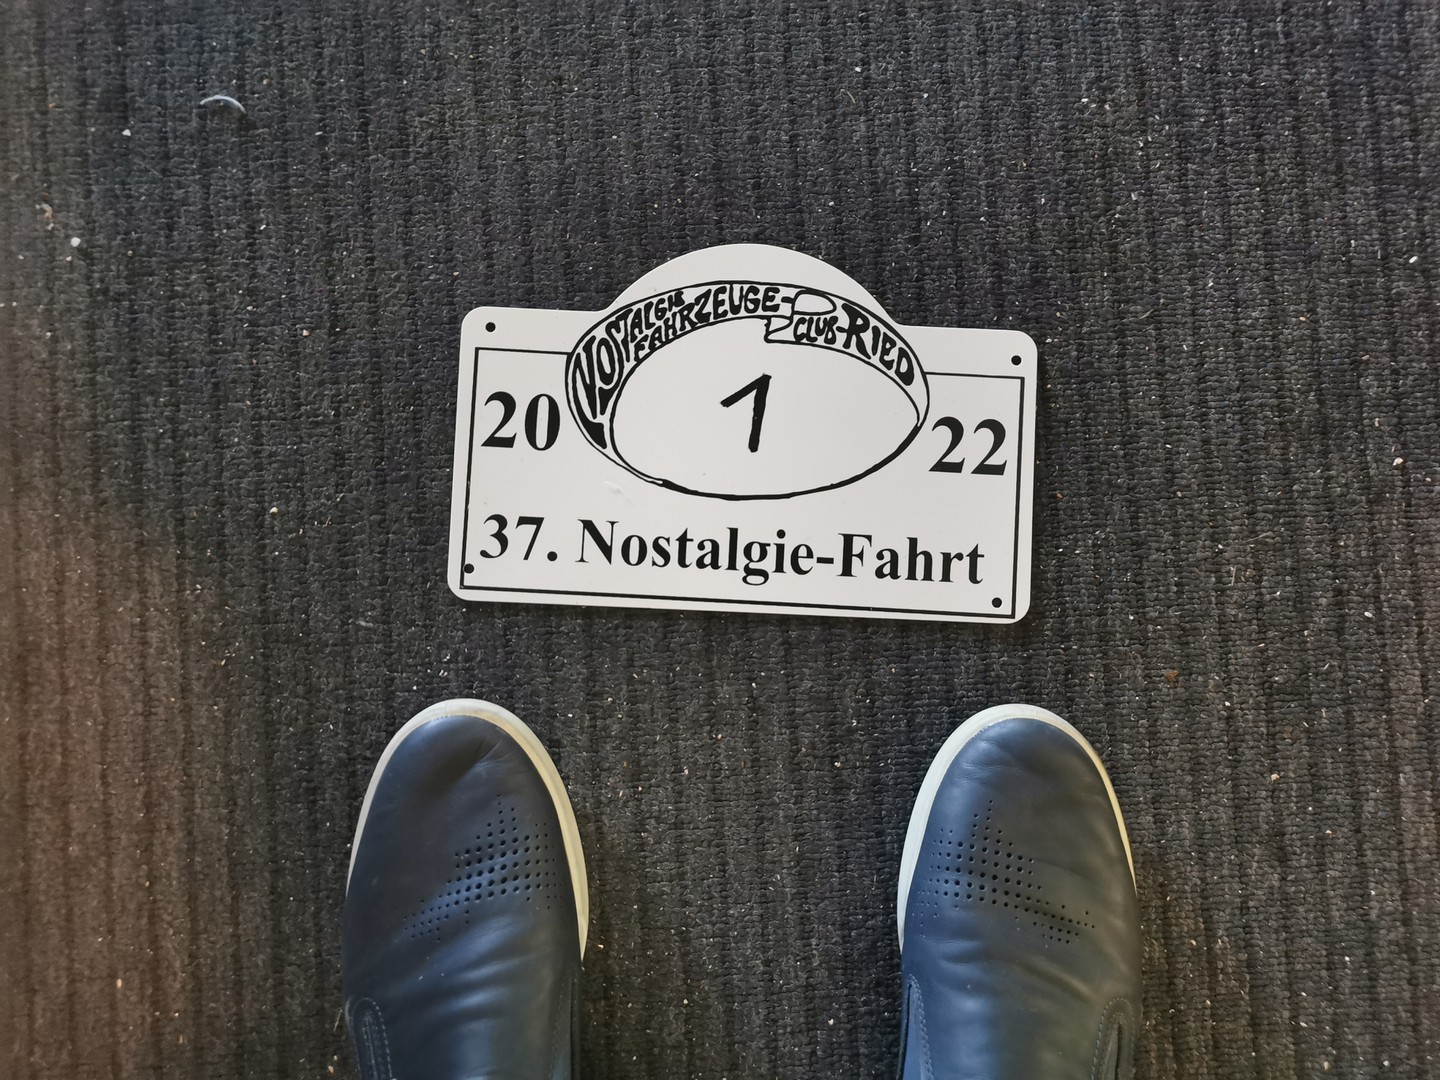 NOSTALGIE
FAHRZEUGE-
CLUB-RIED
20 1 22
37. Nostalgie-Fahrt